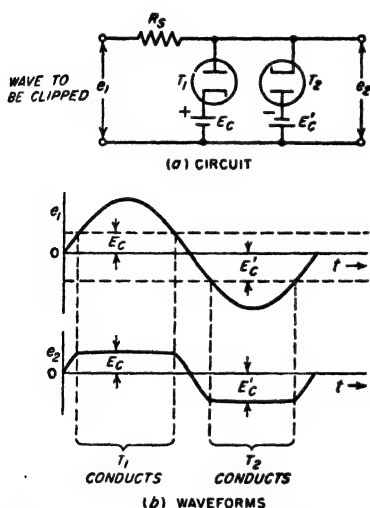 R_S
WAVE TO BE CLIPPED
e_1
T_1
T_2
e_2
+
E_C
−
E'_C
(a) CIRCUIT
e_1
E_C
0
E'_C
t
e_2
E_C
0
E'_C
t
T_1 CONDUCTS
T_2 CONDUCTS
(b) WAVEFORMS